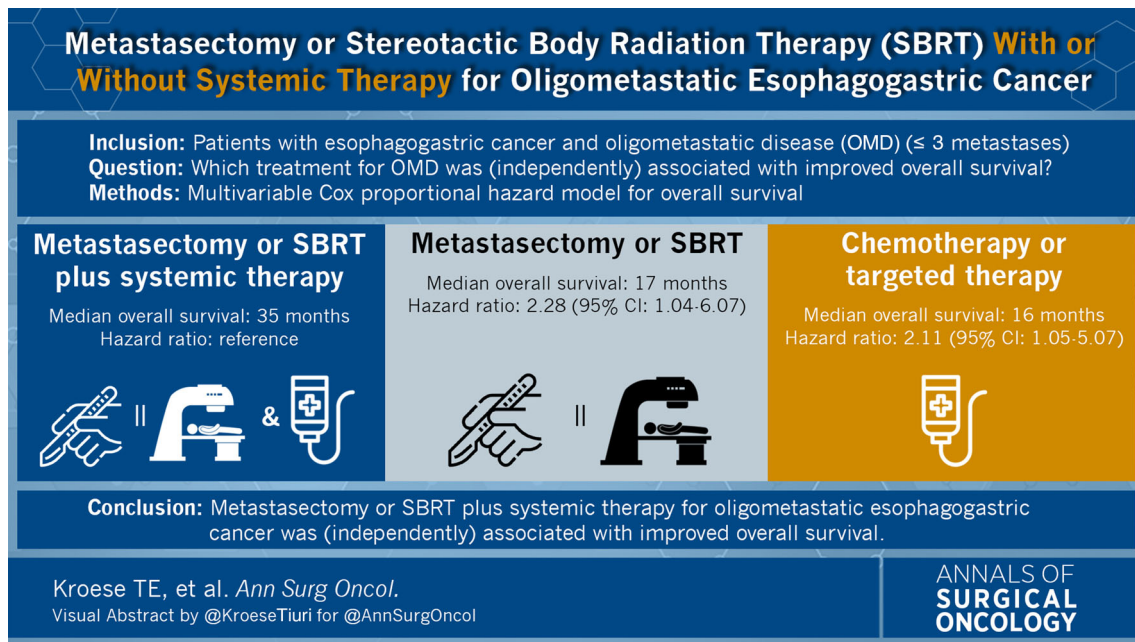 Metastasectomy or Stereotactic Body Radiation Therapy (SBRT) With or
Without Systemic Therapy for Oligometastatic Esophagogastric Cancer
Inclusion: Patients with esophagogastric cancer and oligometastatic disease (OMD) (≤ 3 metastases)
Question: Which treatment for OMD was (independently) associated with improved overall survival?
Methods: Multivariable Cox proportional hazard model for overall survival
Metastasectomy or SBRT
plus systemic therapy
Median overall survival: 35 months
Hazard ratio: reference
||
&
Metastasectomy or SBRT
Median overall survival: 17 months
Hazard ratio: 2.28 (95% CI: 1.04-6.07)
||
Chemotherapy or
targeted therapy
Median overall survival: 16 months
Hazard ratio: 2.11 (95% CI: 1.05-5.07)
Conclusion: Metastasectomy or SBRT plus systemic therapy for oligometastatic esophagogastric
cancer was (independently) associated with improved overall survival.
Kroese TE, et al. Ann Surg Oncol.
Visual Abstract by @KroeseTiuri for @AnnSurgOncol
ANNALS OF
SURGICAL
ONCOLOGY